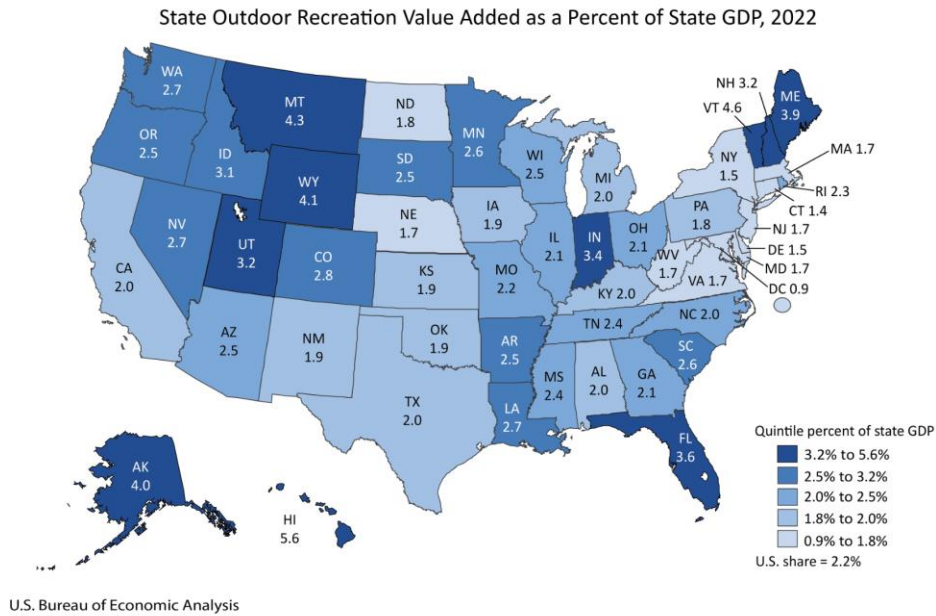 State Outdoor Recreation Value Added as a Percent of State GDP, 2022
WA
2.7
MT
4.3
ND
1.8
MN
2.6
NH 3.2
VT 4.6
ME
3.9
OR
2.5
ID
3.1
SD
2.5
WI
2.5
MI
2.0
NY
1.5
MA 1.7
RI 2.3
CT 1.4
WY
4.1
NE
1.7
IA
1.9
PA
1.8
NJ 1.7
DE 1.5
MD 1.7
DC 0.9
NV
2.7
UT
3.2
CO
2.8
IL
2.1
IN
3.4
OH
2.1
WV
1.7
VA 1.7
CA
2.0
KS
1.9
MO
2.2
KY 2.0
AZ
2.5
NM
1.9
OK
1.9
AR
2.5
TN 2.4
NC 2.0
SC
2.6
TX
2.0
LA
2.7
MS
2.4
AL
2.0
GA
2.1
FL
3.6
AK
4.0
HI
5.6
Quintile percent of state GDP
3.2% to 5.6%
2.5% to 3.2%
2.0% to 2.5%
1.8% to 2.0%
0.9% to 1.8%
U.S. share = 2.2%
U.S. Bureau of Economic Analysis